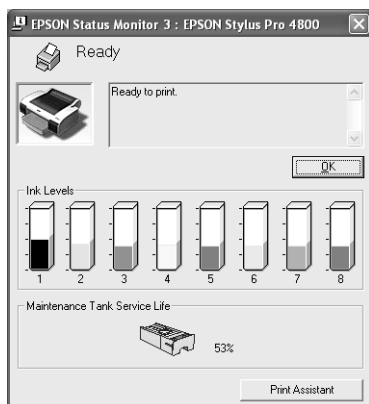 EPSON Status Monitor 3 : EPSON Stylus Pro 4800
Ready
Ready to print.
OK
Ink Levels
1 2 3 4 5 6 7 8
Maintenance Tank Service Life
53%
Print Assistant